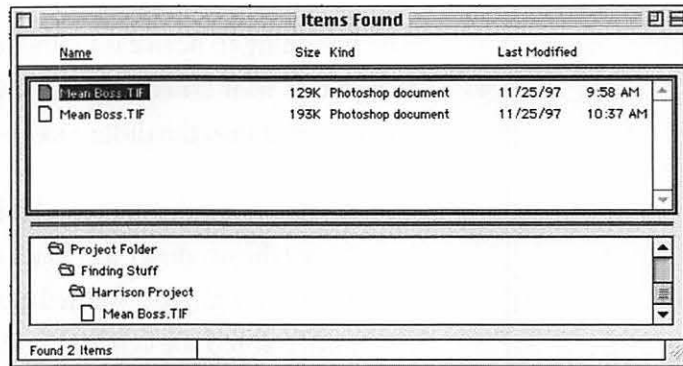 Items Found
Name Size Kind Last Modified
Mean Boss.TIF 129K Photoshop document 11/25/97 9:58 AM
Mean Boss.TIF 193K Photoshop document 11/25/97 10:37 AM
Project Folder
Finding Stuff
Harrison Project
Mean Boss.TIF
Found 2 Items